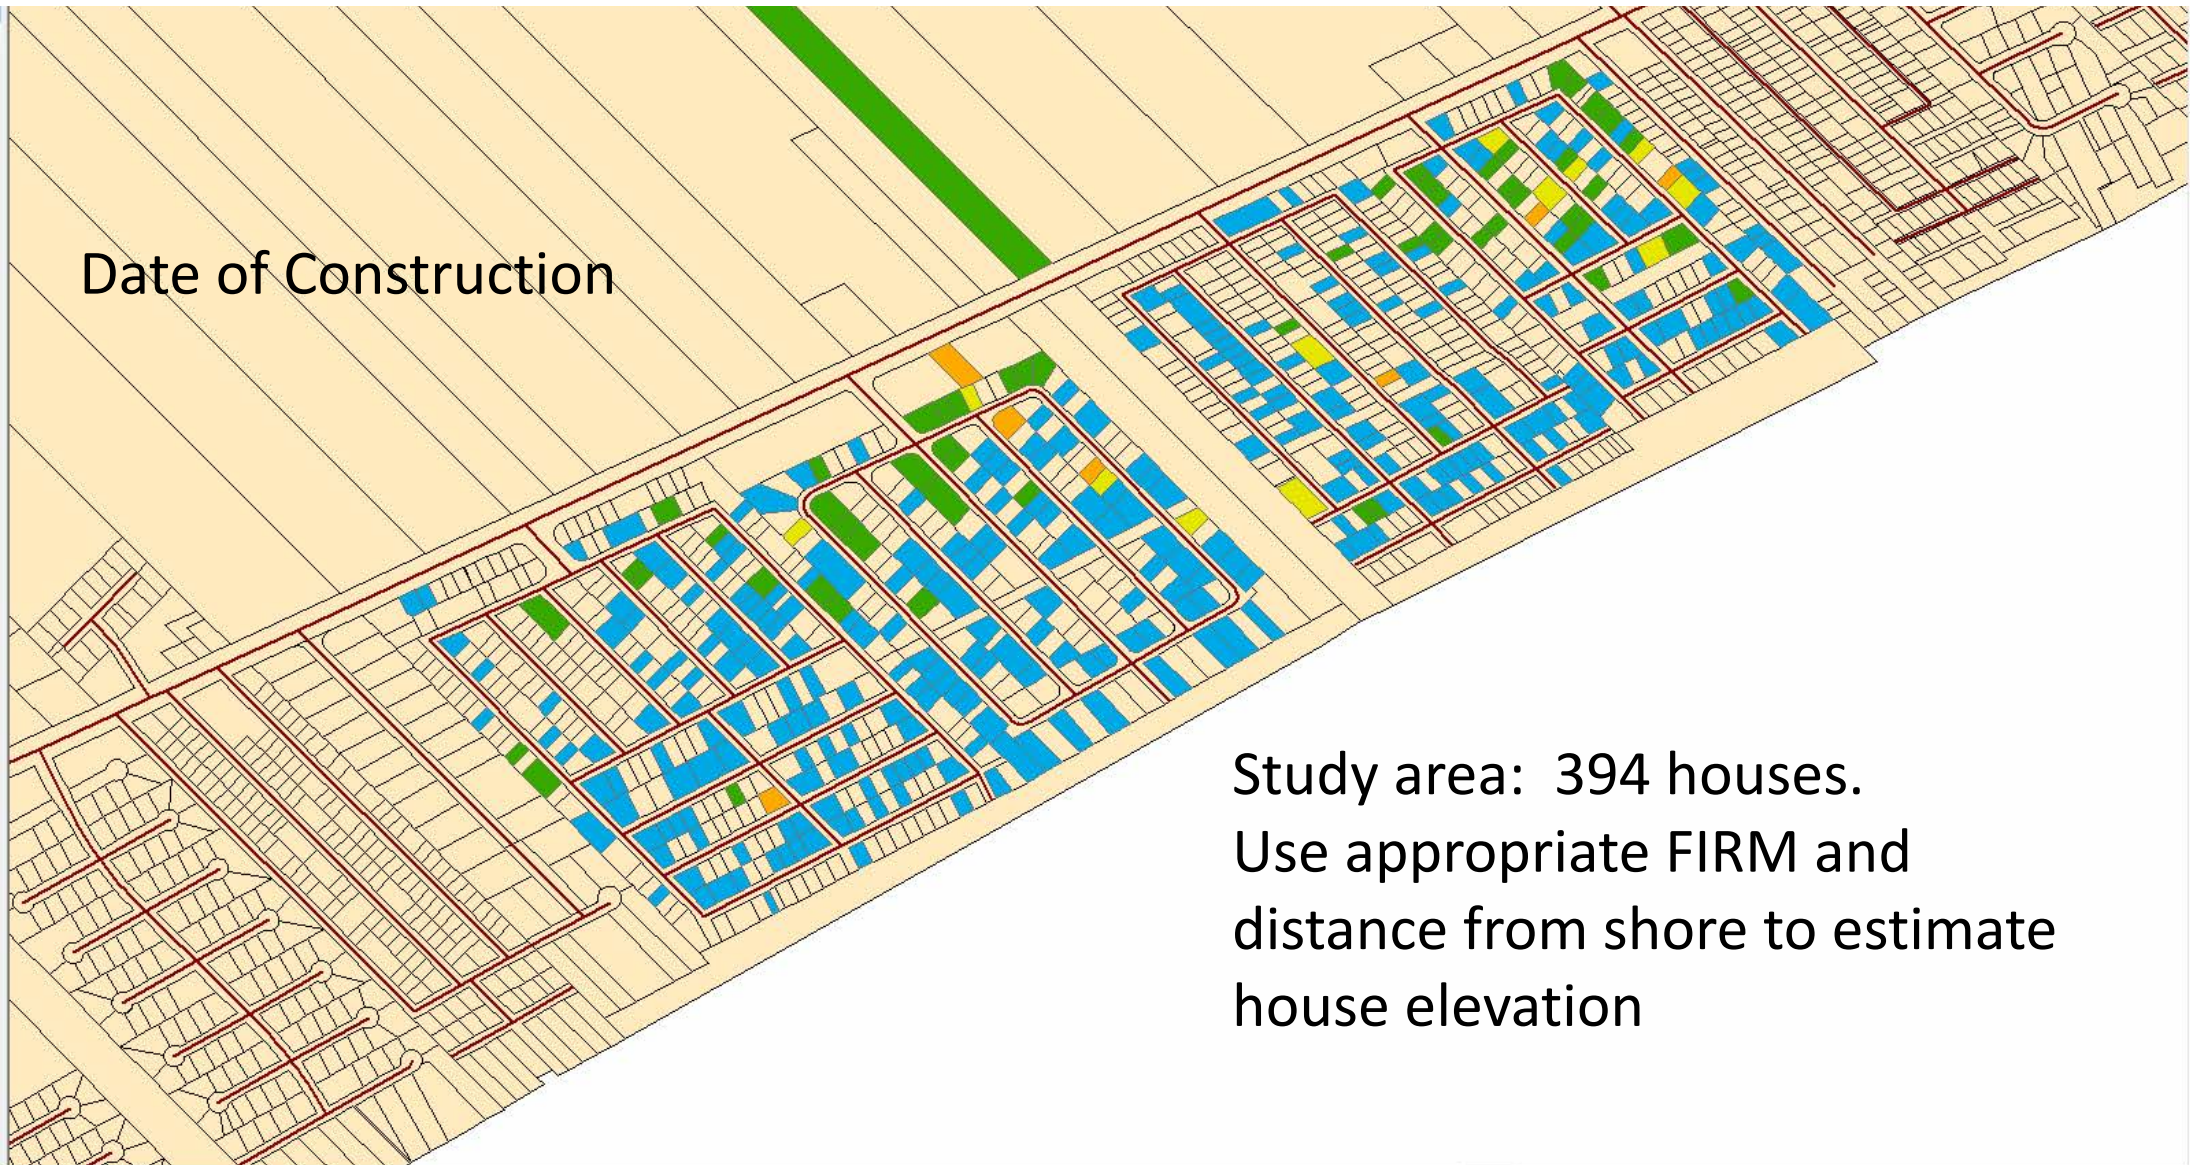 Date of Construction
Study area:  394 houses.
Use appropriate FIRM and
distance from shore to estimate
house elevation